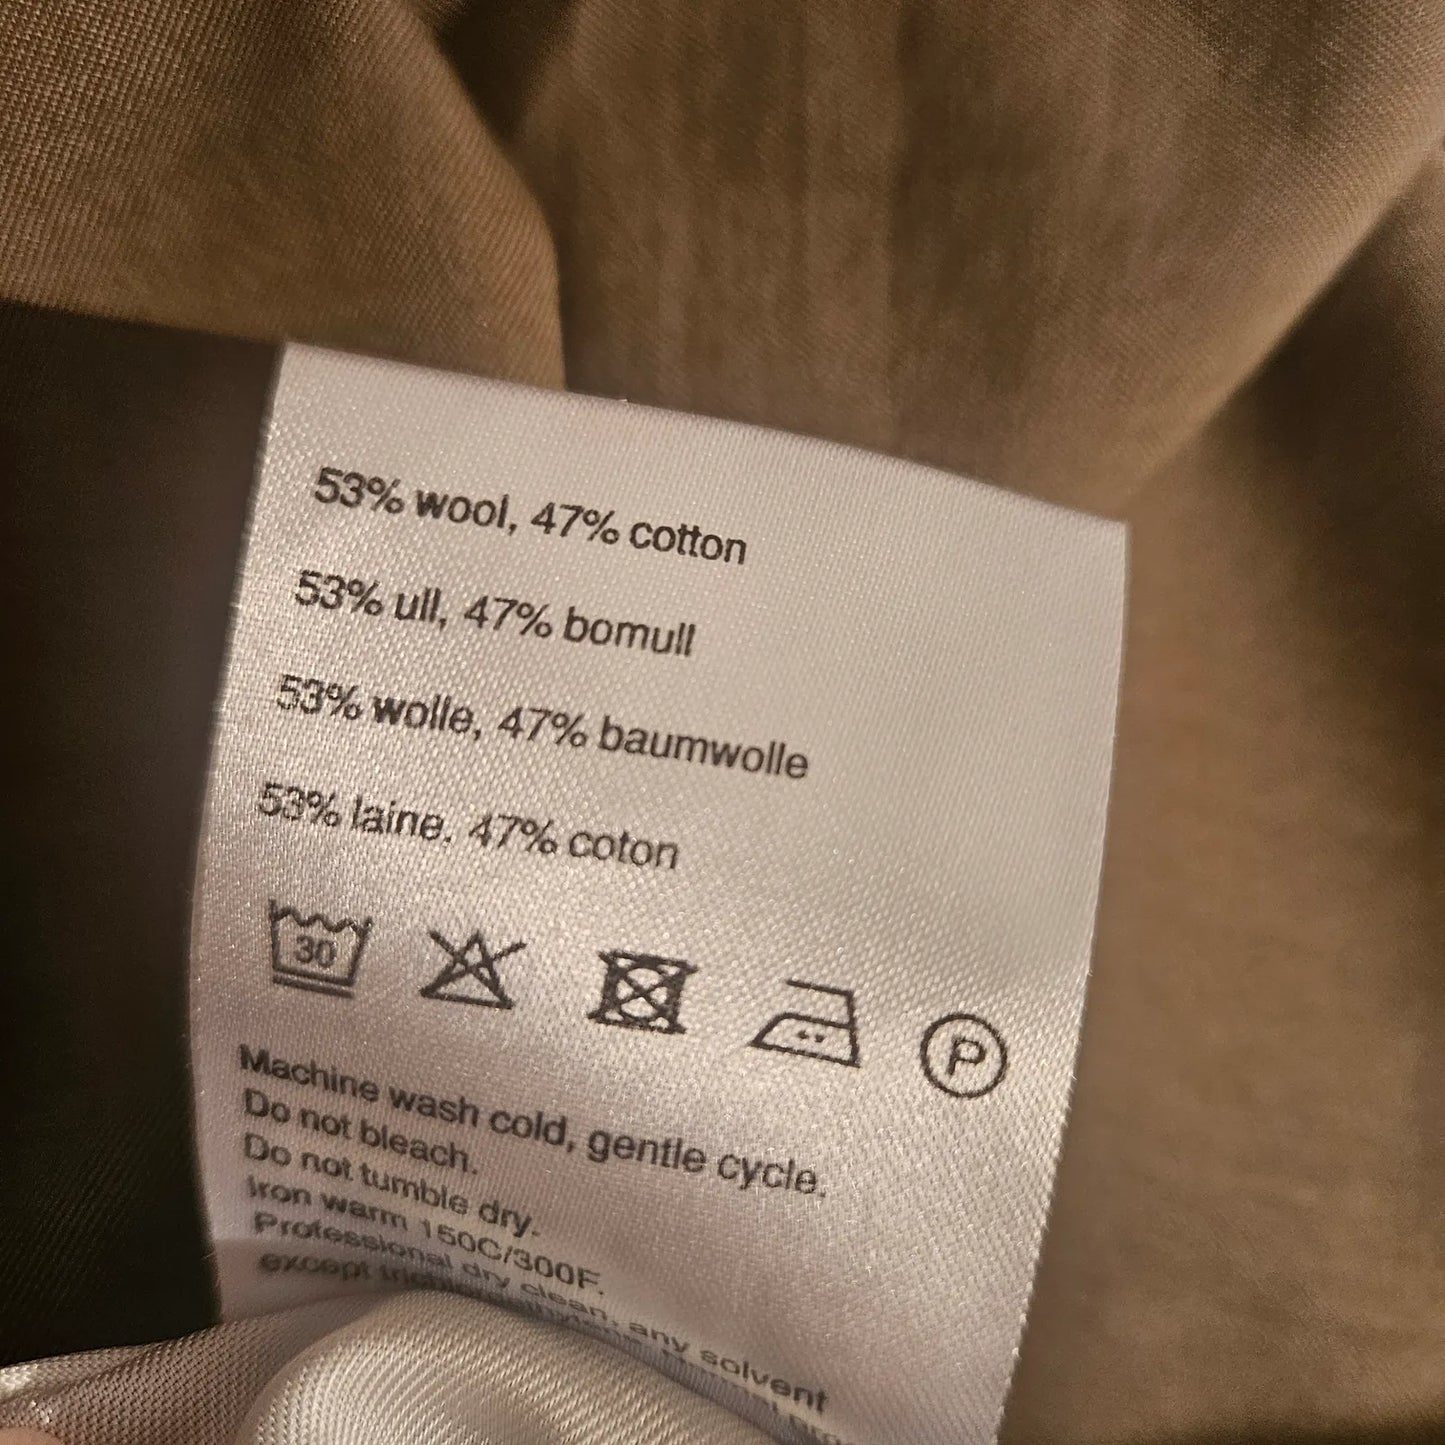 53% wool, 47% cotton
53% ull, 47% bomull
53% wolle, 47% baumwolle
53% laine, 47% coton
30
P
Machine wash cold, gentle cycle.
Do not bleach.
Do not tumble dry.
Iron warm 150C/300F.
Professional dry clean, any solvent
except